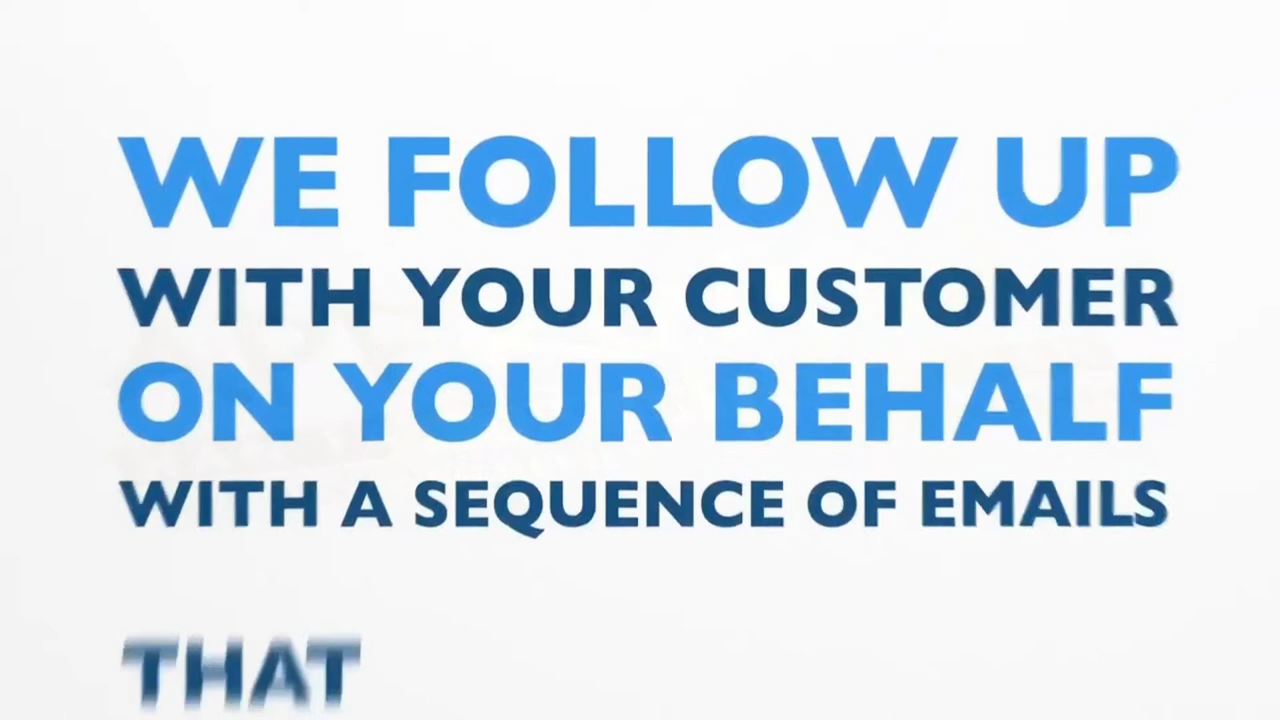 WE FOLLOW UP
WITH YOUR CUSTOMER
ON YOUR BEHALF
WITH A SEQUENCE OF EMAILS
THAT